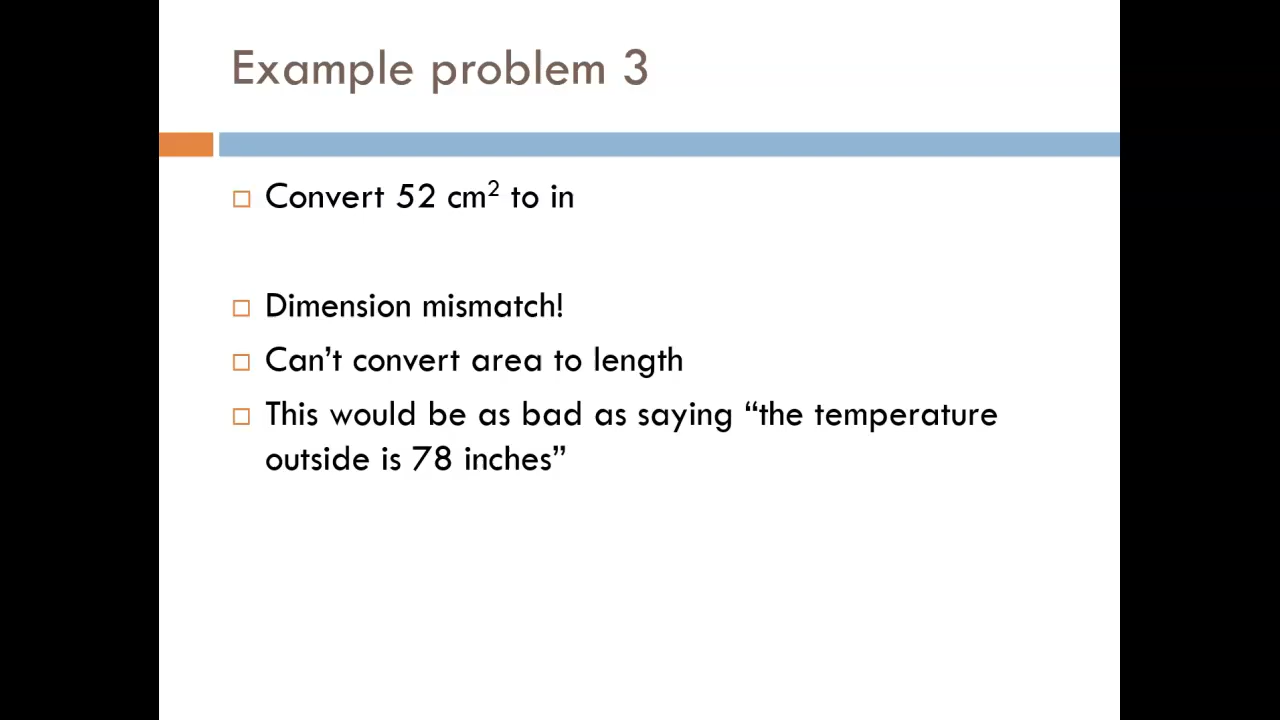 Example problem 3
Convert 52 cm² to in
Dimension mismatch!
Can’t convert area to length
This would be as bad as saying “the temperature
outside is 78 inches”